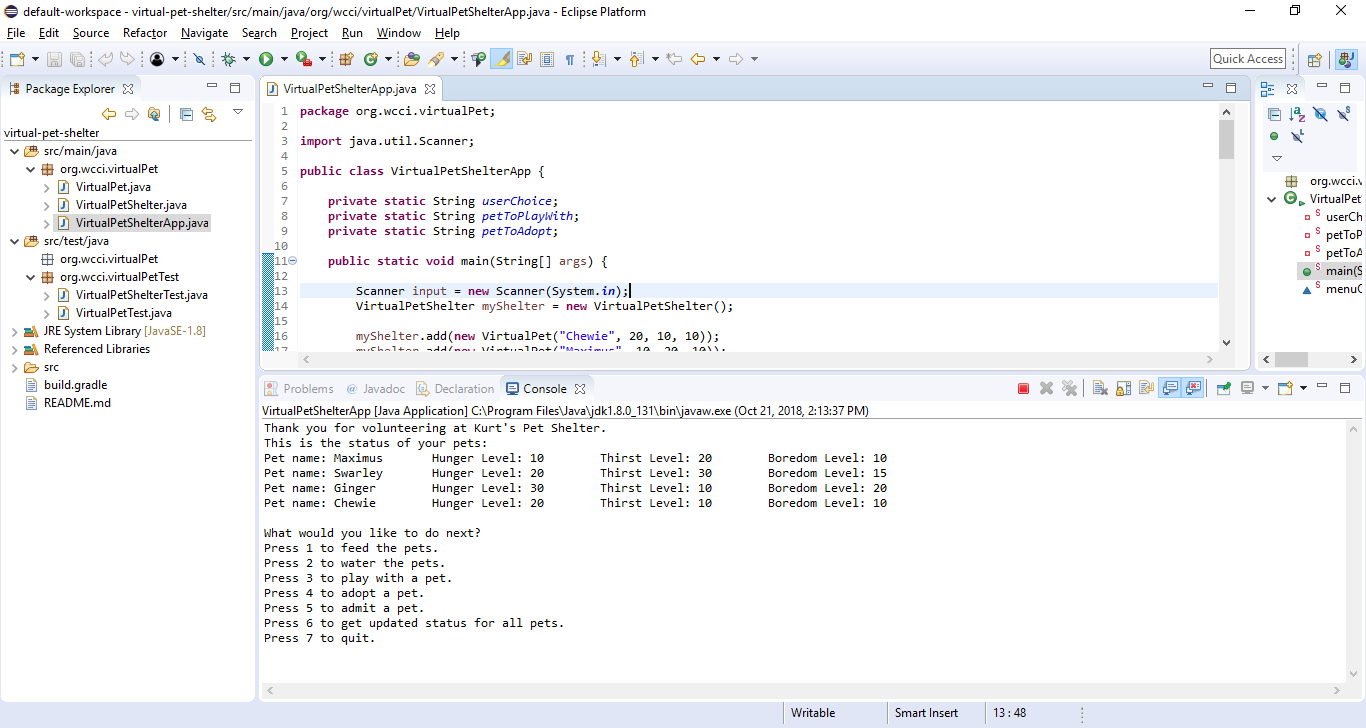 default-workspace - virtual-pet-shelter/src/main/java/org/wcci/virtualPet/VirtualPetShelterApp.java - Eclipse Platform
File Edit Source Refactor Navigate Search Project Run Window Help
Quick Access
Package Explorer
virtual-pet-shelter
src/main/java
org.wcci.virtualPet
VirtualPet.java
VirtualPetShelter.java
VirtualPetShelterApp.java
src/test/java
org.wcci.virtualPet
org.wcci.virtualPetTest
VirtualPetShelterTest.java
VirtualPetTest.java
JRE System Library [JavaSE-1.8]
Referenced Libraries
src
build.gradle
README.md
VirtualPetShelterApp.java
1 package org.wcci.virtualPet;
2
3 import java.util.Scanner;
4
5 public class VirtualPetShelterApp {
6
7 private static String userChoice;
8 private static String petToPlayWith;
9 private static String petToAdopt;
10
11 public static void main(String[] args) {
12
13 Scanner input = new Scanner(System.in);
14 VirtualPetShelter myShelter = new VirtualPetShelter();
15
16 myShelter.add(new VirtualPet("Chewie", 20, 10, 10));
17 myShelter.add(new VirtualPet("Maximus", 10, 20, 10));
org.wcci.v
VirtualPet
userCh
petToP
petToA
main(S
menuO
Problems Javadoc Declaration Console
VirtualPetShelterApp [Java Application] C:\Program Files\Java\jdk1.8.0_131\bin\javaw.exe (Oct 21, 2018, 2:13:37 PM)
Thank you for volunteering at Kurt's Pet Shelter.
This is the status of your pets:
Pet name: Maximus Hunger Level: 10 Thirst Level: 20 Boredom Level: 10
Pet name: Swarley Hunger Level: 20 Thirst Level: 30 Boredom Level: 15
Pet name: Ginger Hunger Level: 30 Thirst Level: 10 Boredom Level: 20
Pet name: Chewie Hunger Level: 20 Thirst Level: 10 Boredom Level: 10
What would you like to do next?
Press 1 to feed the pets.
Press 2 to water the pets.
Press 3 to play with a pet.
Press 4 to adopt a pet.
Press 5 to admit a pet.
Press 6 to get updated status for all pets.
Press 7 to quit.
Writable Smart Insert 13 : 48